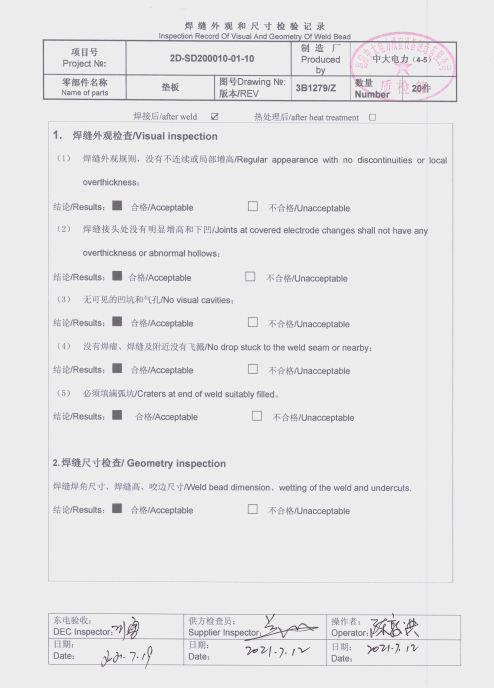 焊缝外观和尺寸检验记录
Inspection Record Of Visual And Geometry Of Weld Bead
项目号 Project №: 2D-SD200010-01-10 制造厂 Produced by 中大电力 (4-5)
零部件名称 Name of parts 垫板 图号Drawing №: 版本/REV 3B1279/Z 数量 Number 20件
质检部
焊接后/after weld ☑ 热处理后/after heat treatment □
1. 焊缝外观检查/Visual inspection
（1） 焊缝外观规则，没有不连续或局部增高/Regular appearance with no discontinuities or local
overthickness；
结论/Results: ■ 合格/Acceptable □ 不合格/Unacceptable
（2） 焊缝接头处没有明显增高和下凹/Joints at covered electrode changes shall not have any
overthickness or abnormal hollows；
结论/Results: ■ 合格/Acceptable □ 不合格/Unacceptable
（3） 无可见的凹坑和气孔/No visual cavities；
结论/Results: ■ 合格/Acceptable □ 不合格/Unacceptable
（4） 没有焊瘤、焊缝及附近没有飞溅/No drop stuck to the weld seam or nearby；
结论/Results: ■ 合格/Acceptable □ 不合格/Unacceptable
（5） 必须填满弧坑/Craters at end of weld suitably filled。
结论/Results: ■ 合格/Acceptable □ 不合格/Unacceptable
2.焊缝尺寸检查/ Geometry inspection
焊缝焊角尺寸、焊缝高、咬边尺寸/Weld bead dimension、wetting of the weld and undercuts.
结论/Results: ■ 合格/Acceptable □ 不合格/Unacceptable
东电验收: 供方检查员: 操作者:
DEC Inspector: Supplier Inspector: Operator:
日期: 日期: 日期:
Date: 2021.7.19 Date: 2021.7.12 Date: 2021.7.12